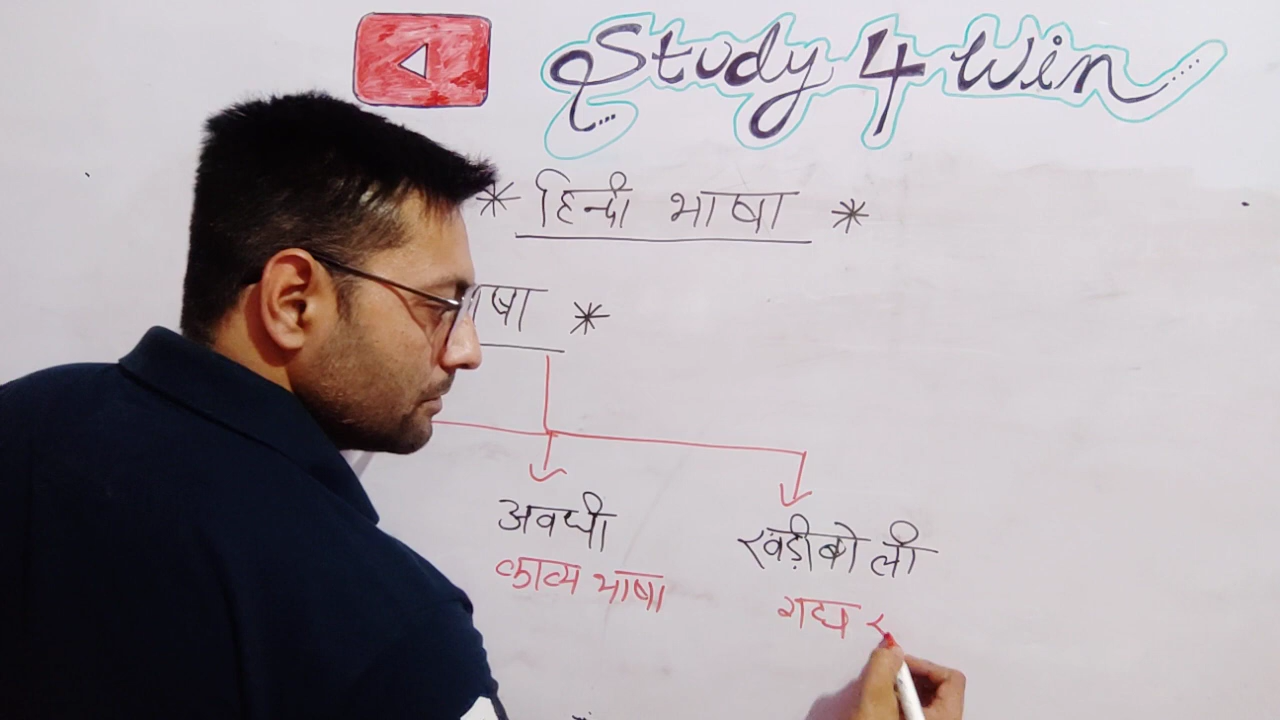 Study 4 Win
* हिन्दी भाषा *
षा *
अवधी
खड़ीबोली
काव्य भाषा
गद्य